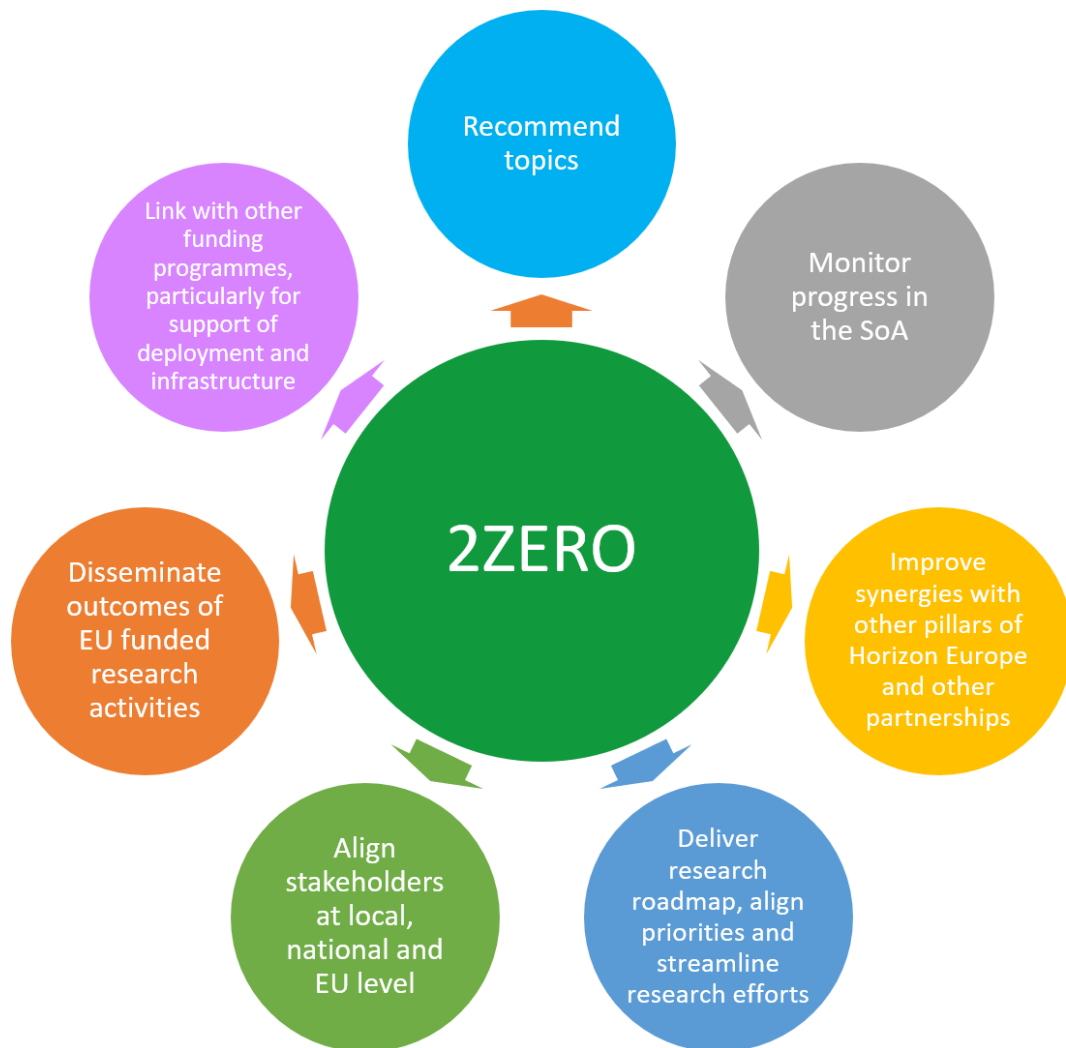 Recommend
topics
Monitor
progress in
the SoA
Improve
synergies with
other pillars of
Horizon Europe
and other
partnerships
Deliver
research
roadmap, align
priorities and
streamline
research efforts
Align
stakeholders
at local,
national and
EU level
Disseminate
outcomes of
EU funded
research
activities
Link with other
funding
programmes,
particularly for
support of
deployment and
infrastructure
2ZERO